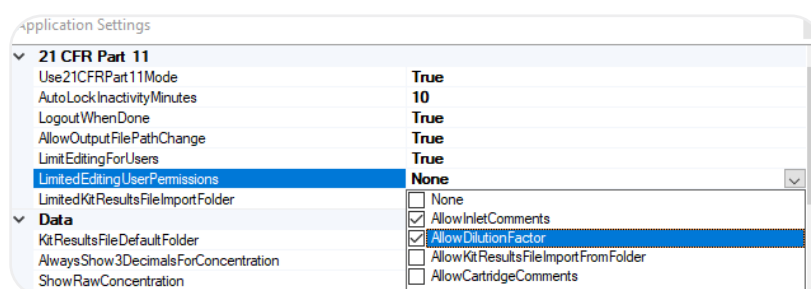 Application Settings
21 CFR Part 11
Use21CFRPart11Mode True
AutoLockInactivityMinutes 10
LogoutWhenDone True
AllowOutputFilePathChange True
LimitEditingForUsers True
LimitedEditingUserPermissions None
LimitedKitResultsFileImportFolder None
Data AllowInletComments
KitResultsFileDefaultFolder AllowDilutionFactor
AlwaysShow3DecimalsForConcentration AllowKitResultsFileImportFromFolder
ShowRawConcentration AllowCartridgeComments